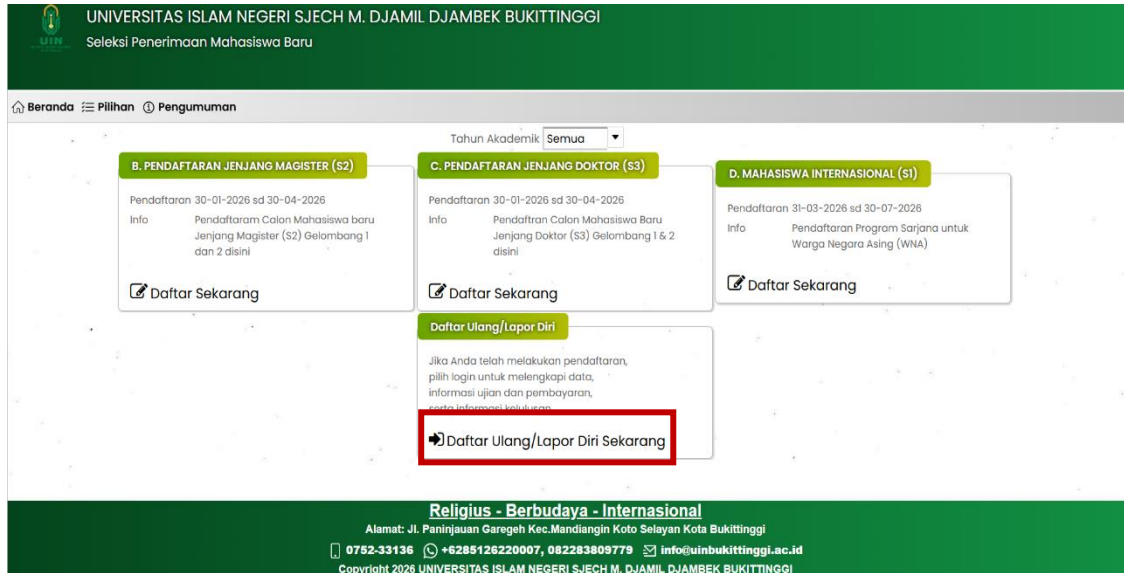 UNIVERSITAS ISLAM NEGERI SJECH M. DJAMIL DJAMBEK BUKITTINGGI
UIN
Seleksi Penerimaan Mahasiswa Baru
Beranda Pilihan Pengumuman
Tahun Akademik Semua
B. PENDAFTARAN JENJANG MAGISTER (S2)
Pendaftaran 30-01-2026 sd 30-04-2026
Info Pendaftaram Calon Mahasiswa baru
Jenjang Magister (S2) Gelombang 1
dan 2 disini
Daftar Sekarang
C. PENDAFTARAN JENJANG DOKTOR (S3)
Pendaftaran 30-01-2026 sd 30-04-2026
Info Pendaftran Calon Mahasiswa Baru
Jenjang Doktor (S3) Gelombang 1 & 2
disini
Daftar Sekarang
D. MAHASISWA INTERNASIONAL (S1)
Pendaftaran 31-03-2026 sd 30-07-2026
Info Pendaftaran Program Sarjana untuk
Warga Negara Asing (WNA)
Daftar Sekarang
Daftar Ulang/Lapor Diri
Jika Anda telah melakukan pendaftaran,
pilih login untuk melengkapi data,
informasi ujian dan pembayaran,
serta informasi kelulusan
Daftar Ulang/Lapor Diri Sekarang
Religius - Berbudaya - Internasional
Alamat: Jl. Paninjauan Garegeh Kec.Mandiangin Koto Selayan Kota Bukittinggi
0752-33136 +6285126220007, 082283809779 info@uinbukittinggi.ac.id
Copyright 2026 UNIVERSITAS ISLAM NEGERI SJECH M. DJAMIL DJAMBEK BUKITTINGGI